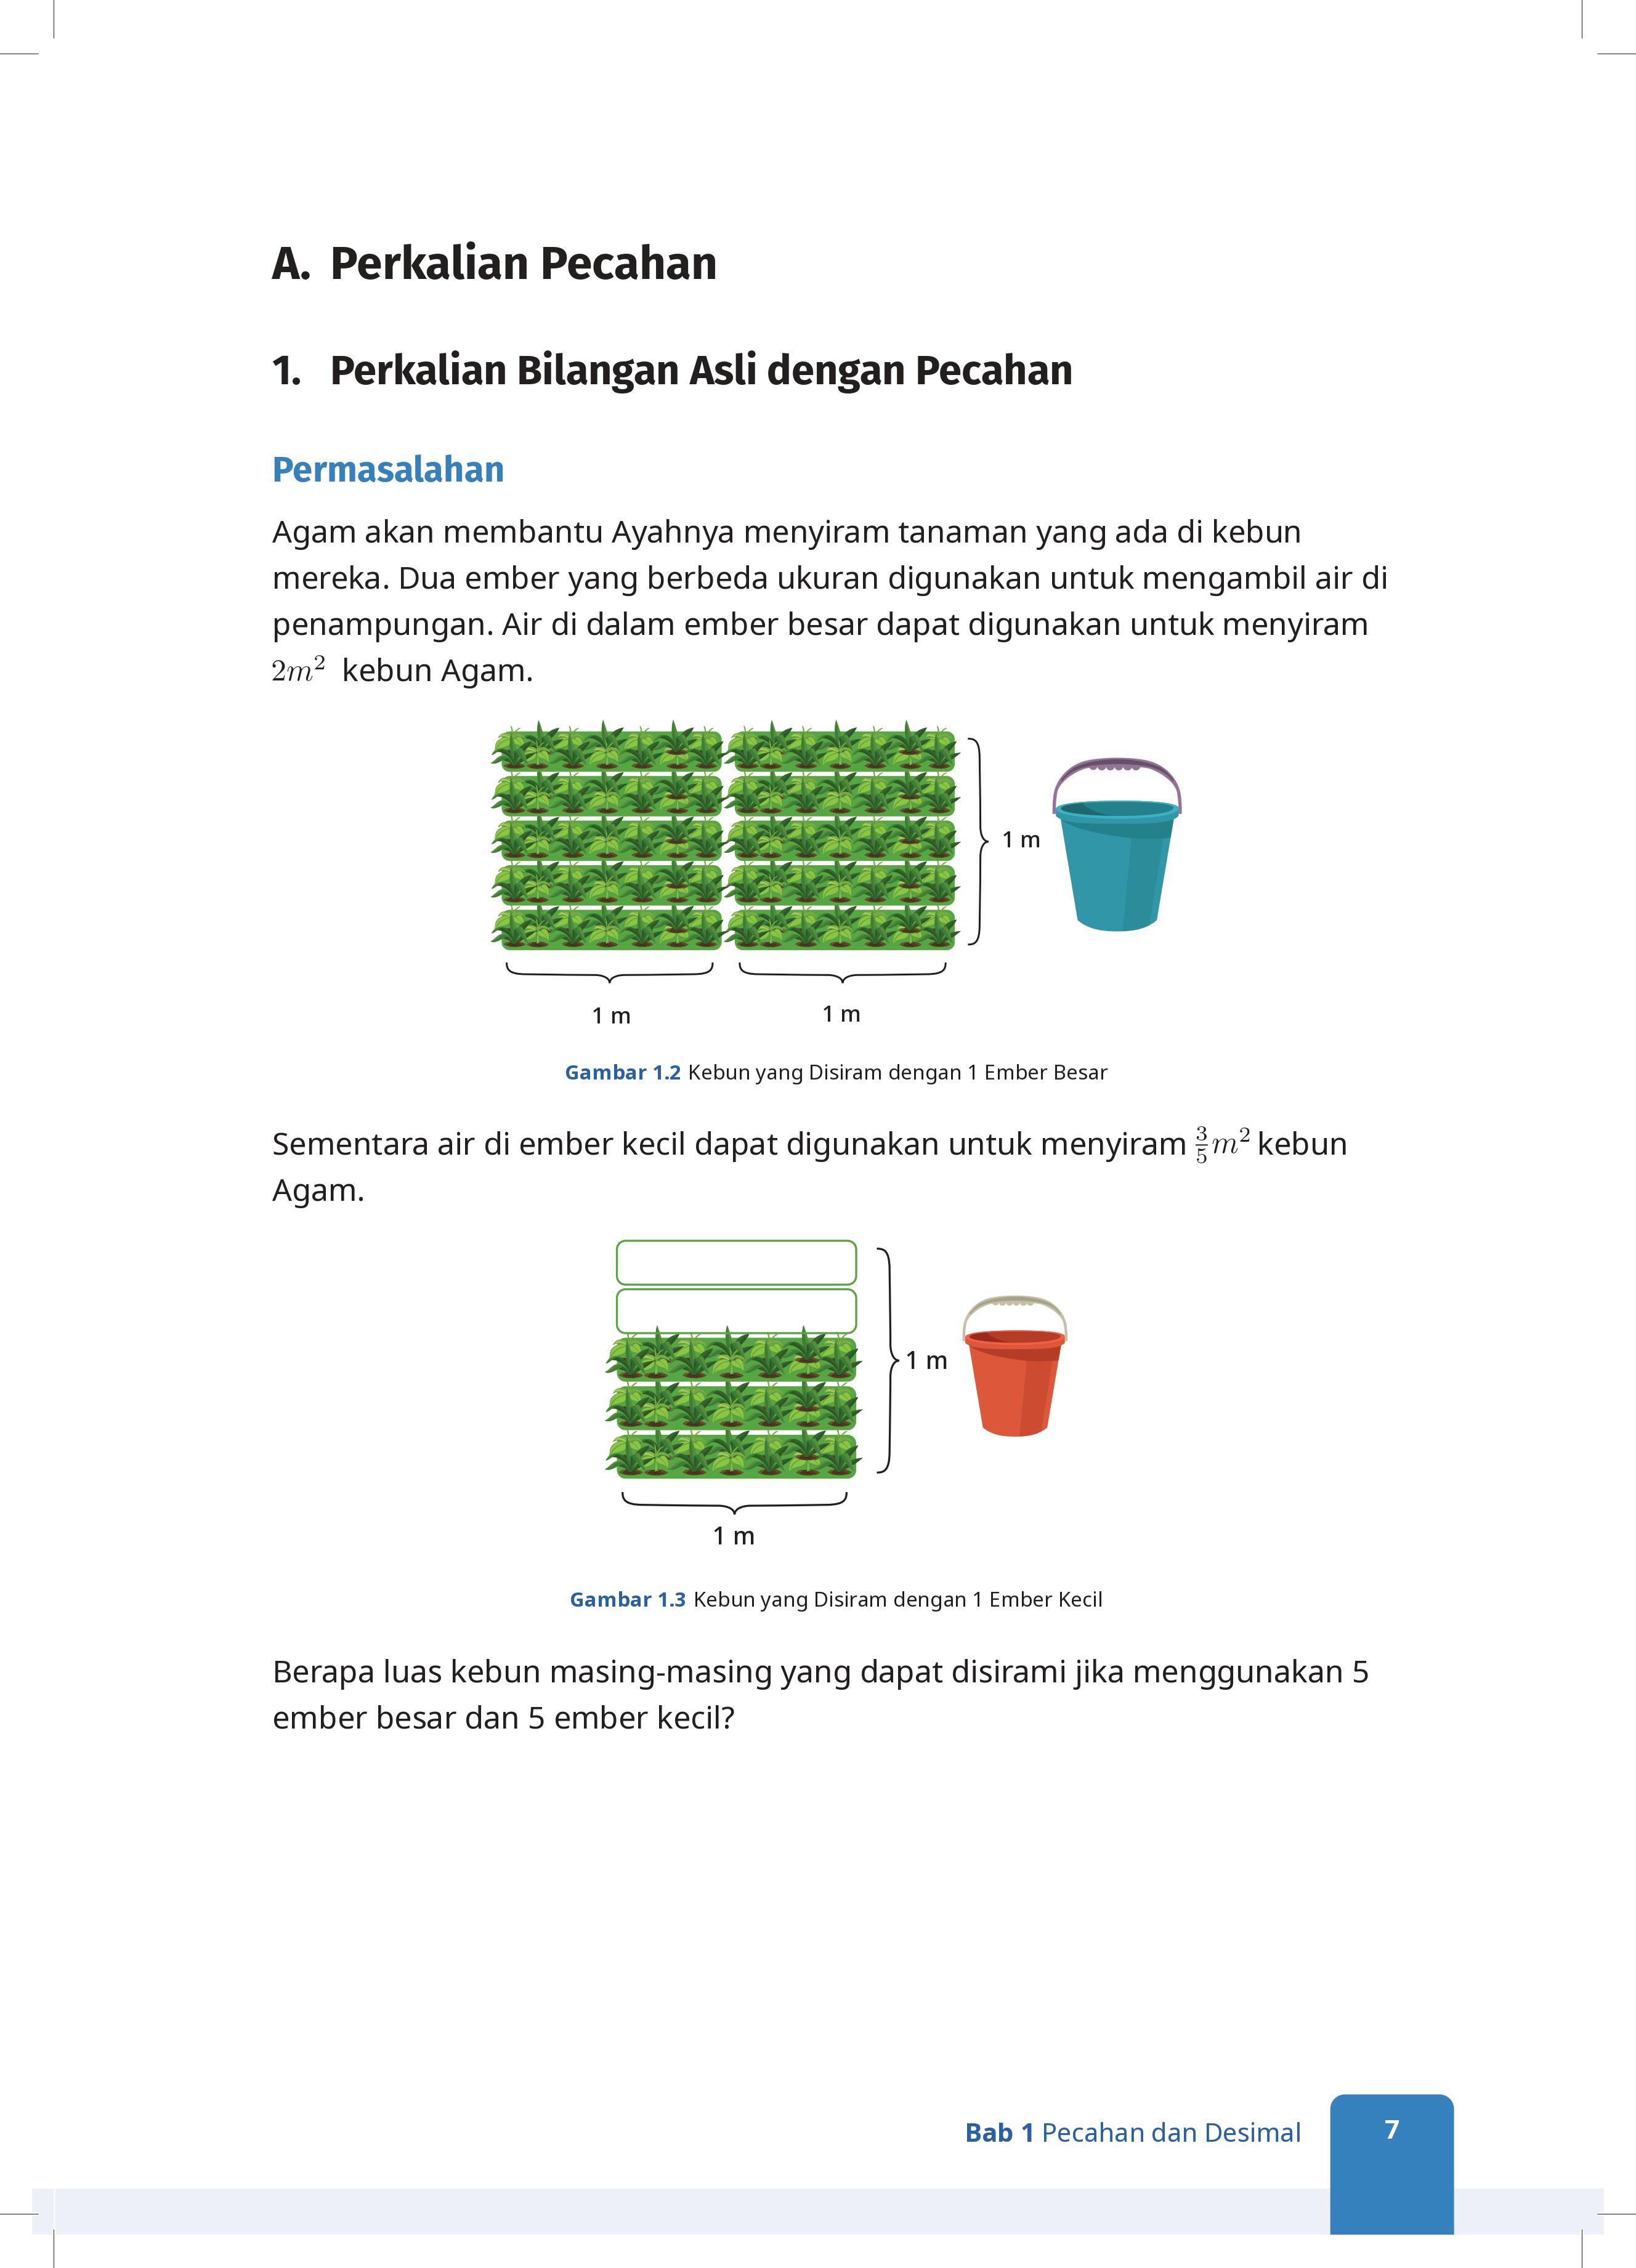 A. Perkalian Pecahan
1. Perkalian Bilangan Asli dengan Pecahan
Permasalahan
Agam akan membantu Ayahnya menyiram tanaman yang ada di kebun
mereka. Dua ember yang berbeda ukuran digunakan untuk mengambil air di
penampungan. Air di dalam ember besar dapat digunakan untuk menyiram
2m² kebun Agam.
1 m
1 m
1 m
Gambar 1.2 Kebun yang Disiram dengan 1 Ember Besar
Sementara air di ember kecil dapat digunakan untuk menyiram 3/5 m² kebun
Agam.
1 m
1 m
Gambar 1.3 Kebun yang Disiram dengan 1 Ember Kecil
Berapa luas kebun masing-masing yang dapat disirami jika menggunakan 5
ember besar dan 5 ember kecil?
Bab 1 Pecahan dan Desimal
7